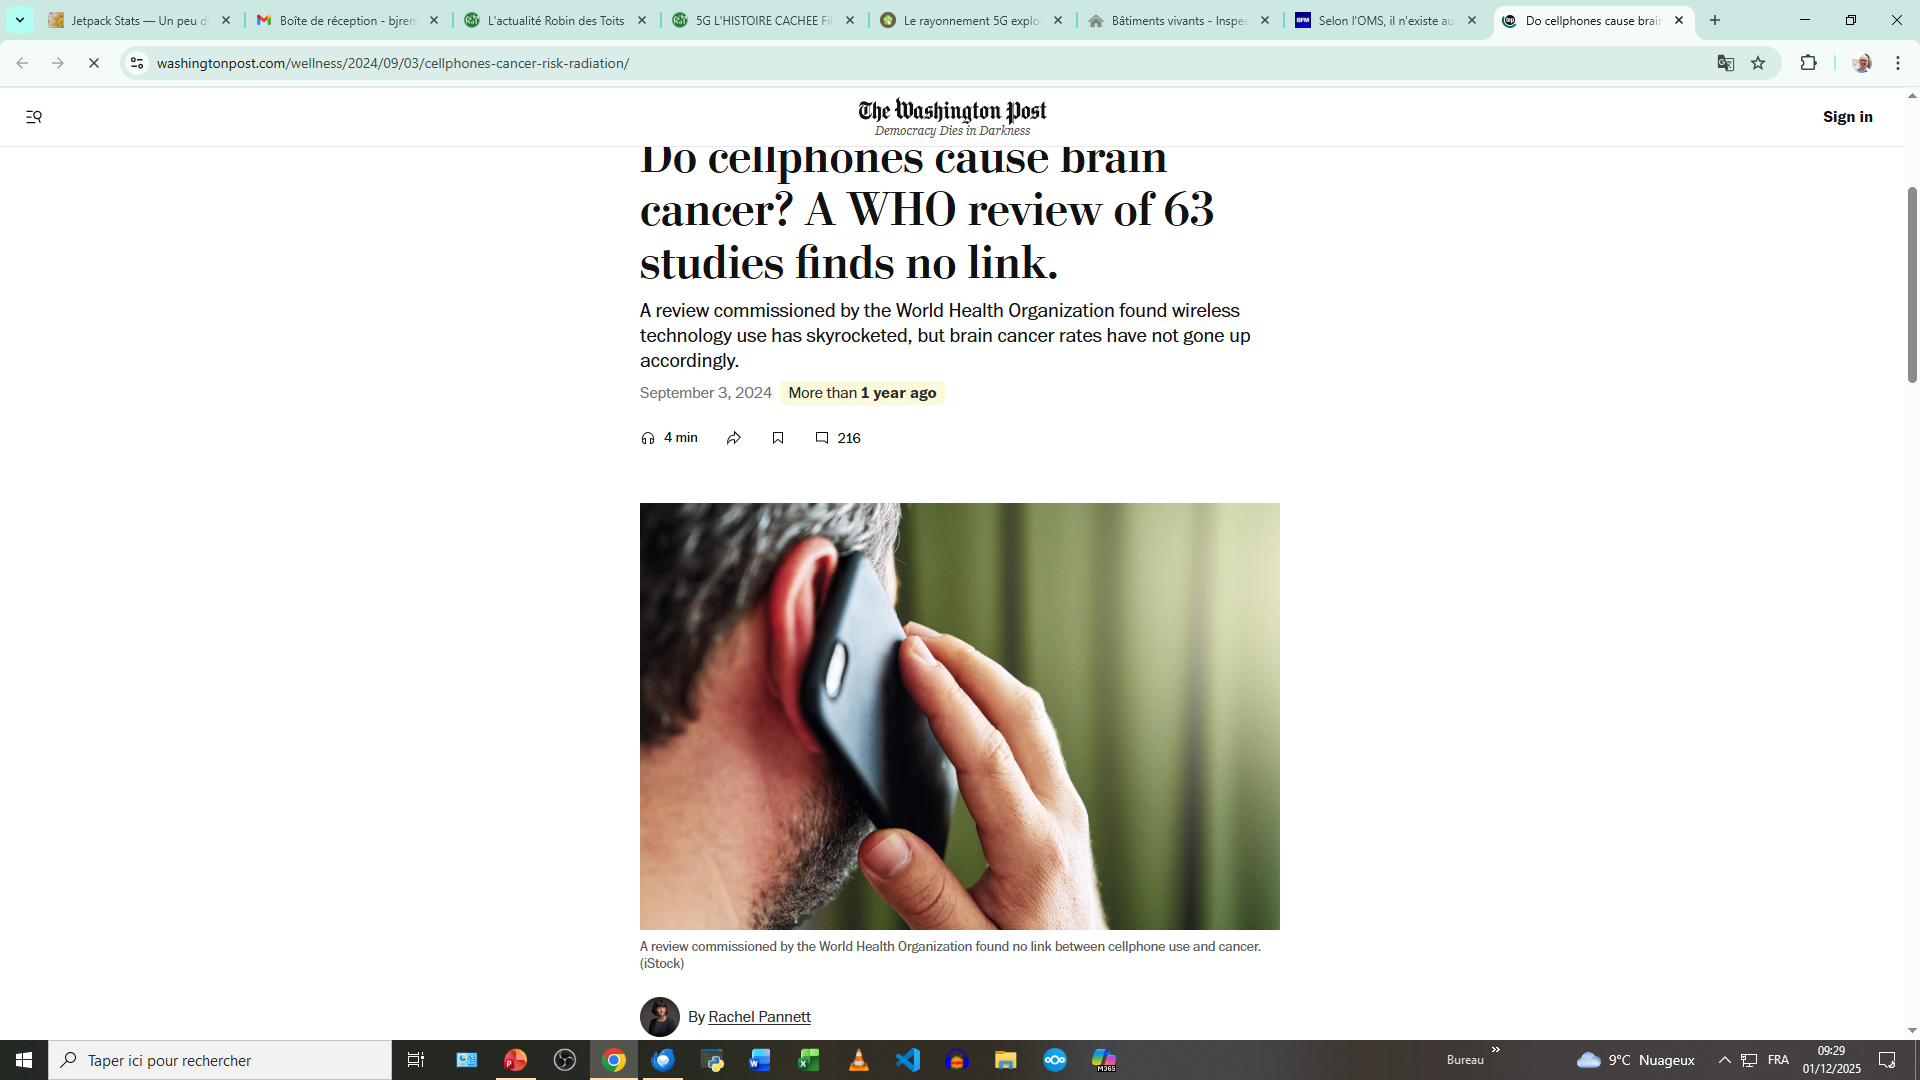 Jetpack Stats — Un peu d
Boîte de réception - bjrem
L'actualité Robin des Toits
5G L'HISTOIRE CACHEE Fil
Le rayonnement 5G explo
Bâtiments vivants - Inspec
BFM
Selon l'OMS, il n'existe au
Do cellphones cause brain
washingtonpost.com/wellness/2024/09/03/cellphones-cancer-risk-radiation/
The Washington Post
Democracy Dies in Darkness
Sign in
Do cellphones cause brain
cancer? A WHO review of 63
studies finds no link.
A review commissioned by the World Health Organization found wireless
technology use has skyrocketed, but brain cancer rates have not gone up
accordingly.
September 3, 2024 More than 1 year ago
4 min 216
A review commissioned by the World Health Organization found no link between cellphone use and cancer.
(iStock)
By Rachel Pannett
Taper ici pour rechercher
M365
Bureau
9°C Nuageux
FRA
09:29
01/12/2025